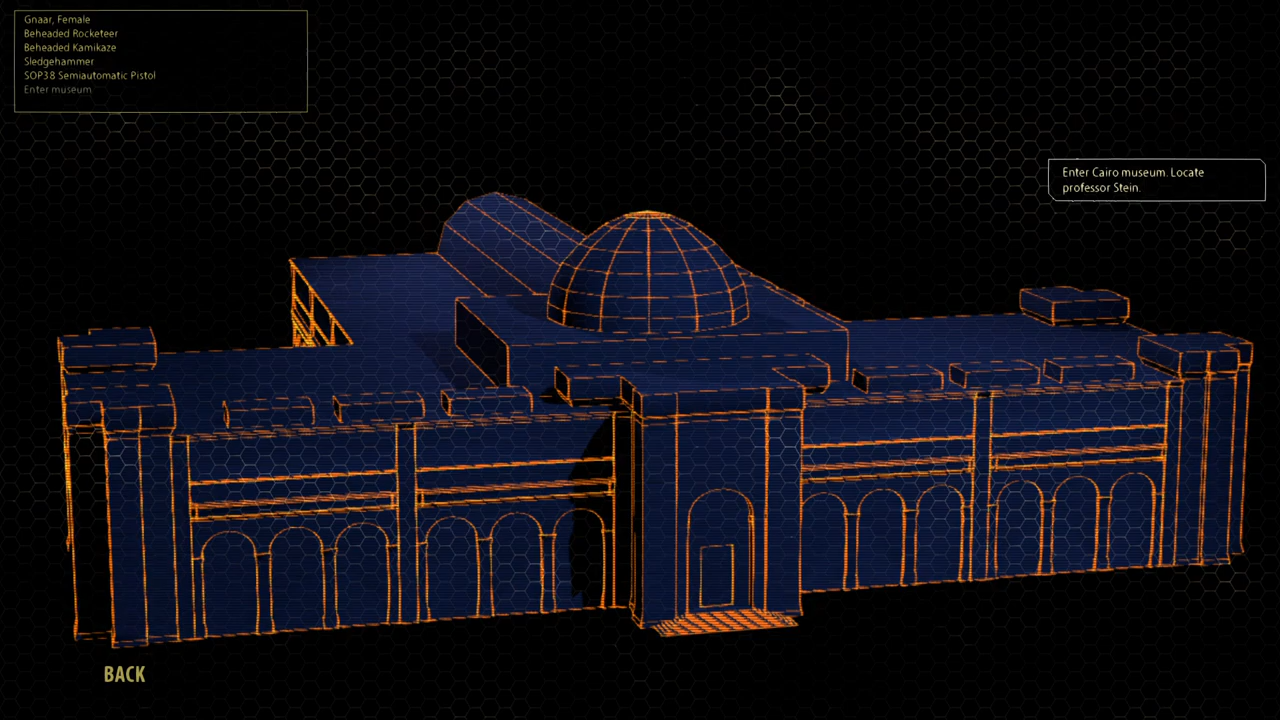 Gnaar, Female
Beheaded Rocketeer
Beheaded Kamikaze
Sledgehammer
SOP38 Semiautomatic Pistol
Enter museum
Enter Cairo museum. Locate
professor Stein.
BACK